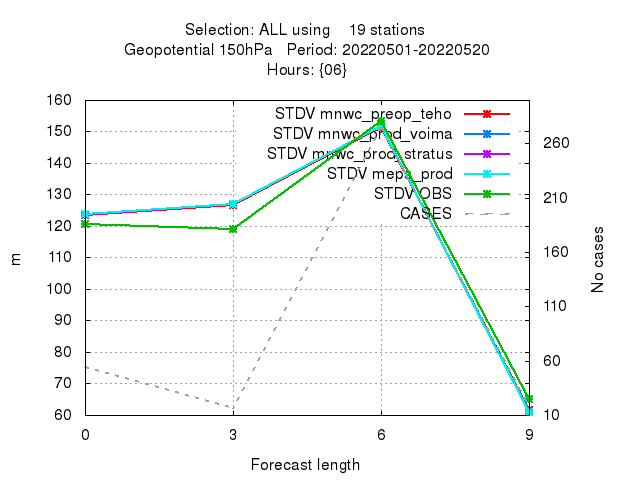 Selection: ALL using 19 stations
Geopotential 150hPa Period: 20220501-20220520
Hours: {06}
160
150
140
130
120
110
100
90
80
70
60
m
STDV mnwc_preop_teho
STDV mnwc_prod_voima
STDV mnwc_prod_stratus
STDV meps_prod
STDV OBS
CASES
260
210
160
110
60
10
No cases
0 3 6 9
Forecast length